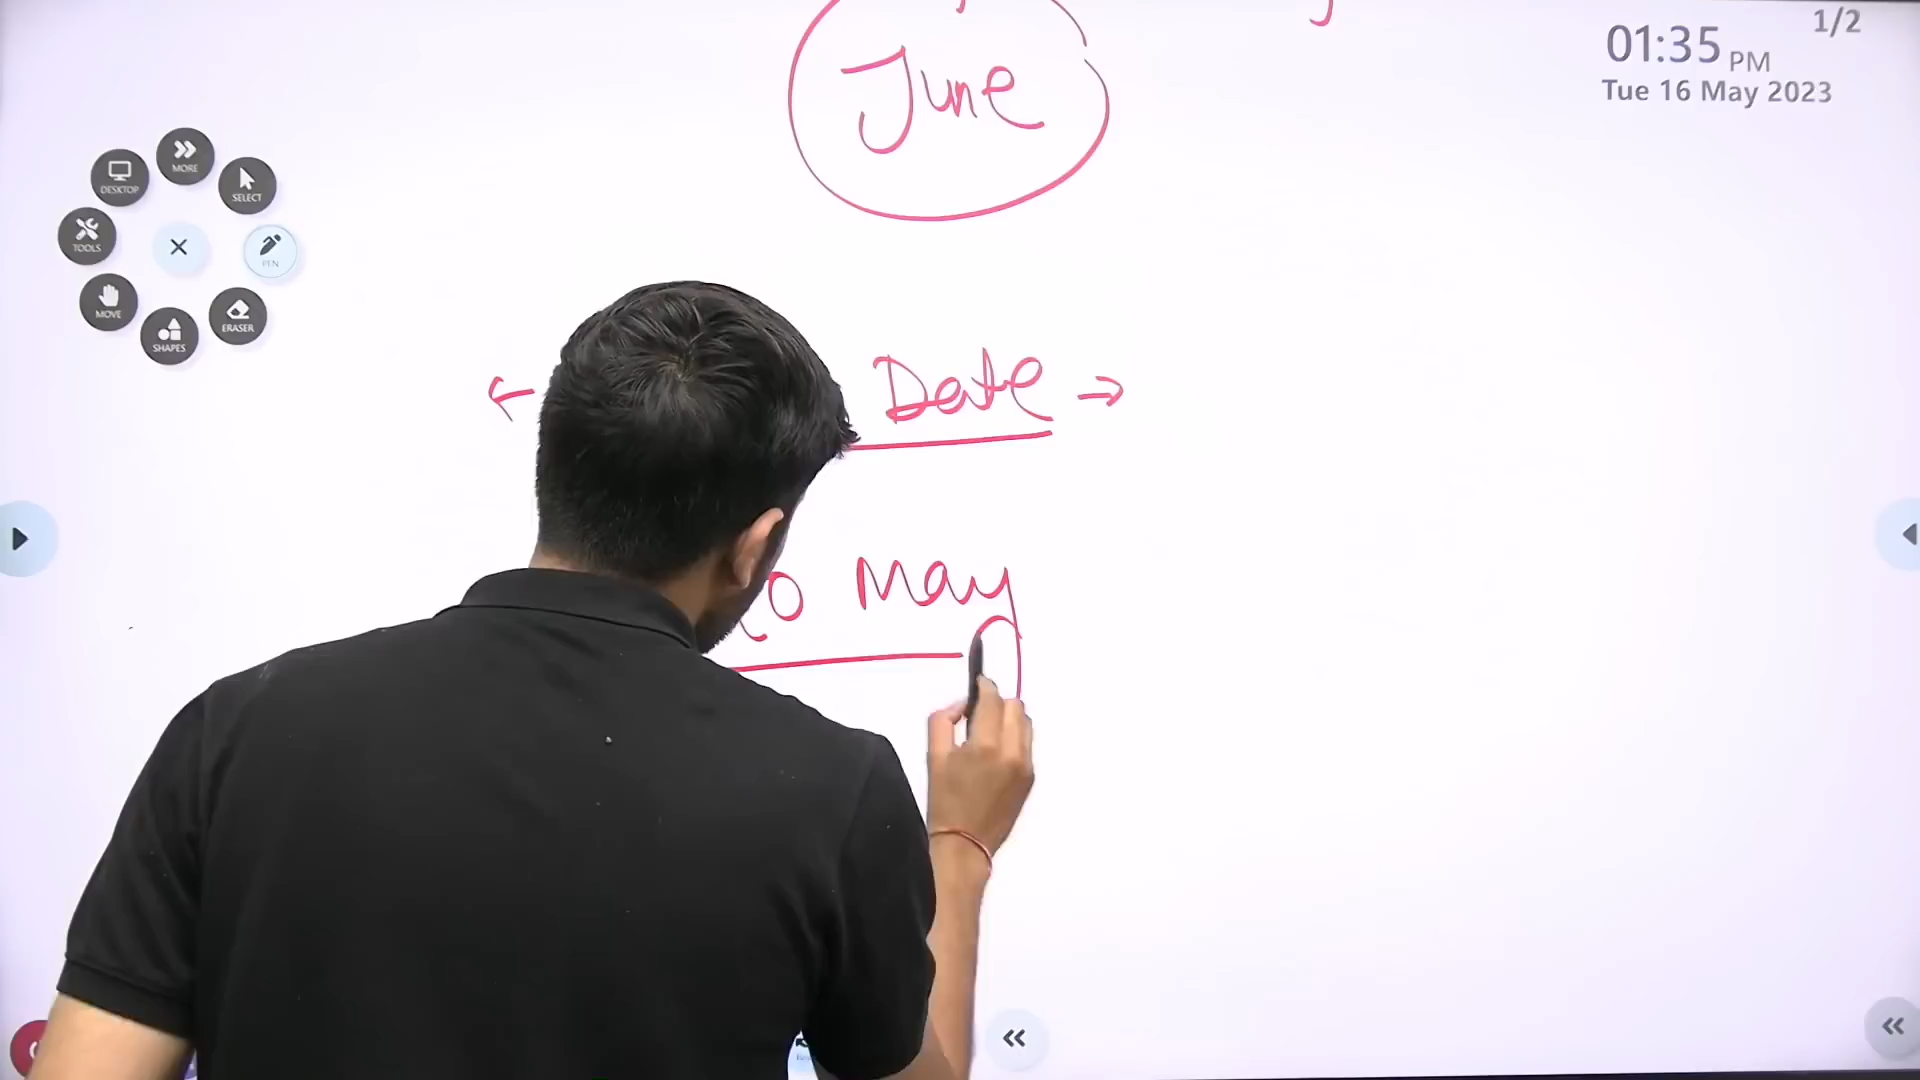 1/2
01:35 PM
Tue 16 May 2023
June
MORE
DESKTOP
SELECT
TOOLS
PEN
MOVE
ERASER
SHAPES
← Date →
May